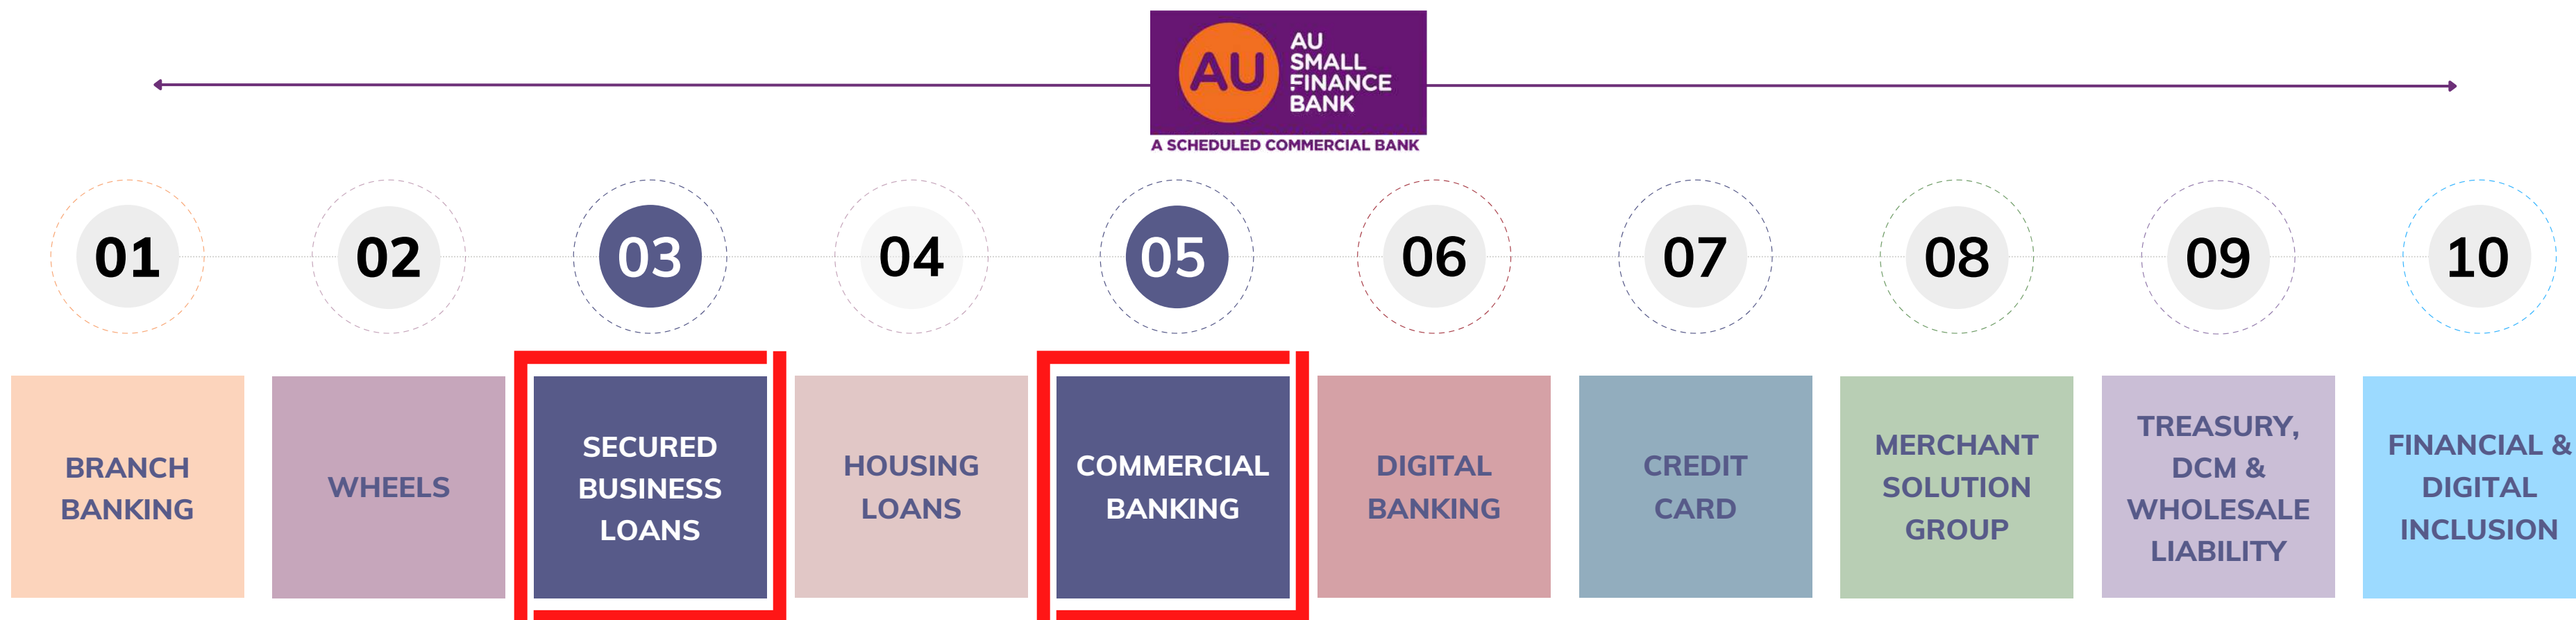 AU
AU
SMALL
FINANCE
BANK
A SCHEDULED COMMERCIAL BANK
01
02
03
04
05
06
07
08
09
10
BRANCH
BANKING
WHEELS
SECURED
BUSINESS
LOANS
HOUSING
LOANS
COMMERCIAL
BANKING
DIGITAL
BANKING
CREDIT
CARD
MERCHANT
SOLUTION
GROUP
TREASURY,
DCM &
WHOLESALE
LIABILITY
FINANCIAL &
DIGITAL
INCLUSION